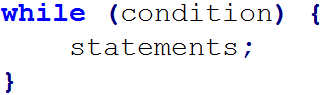 while (condition) {
    statements;
}